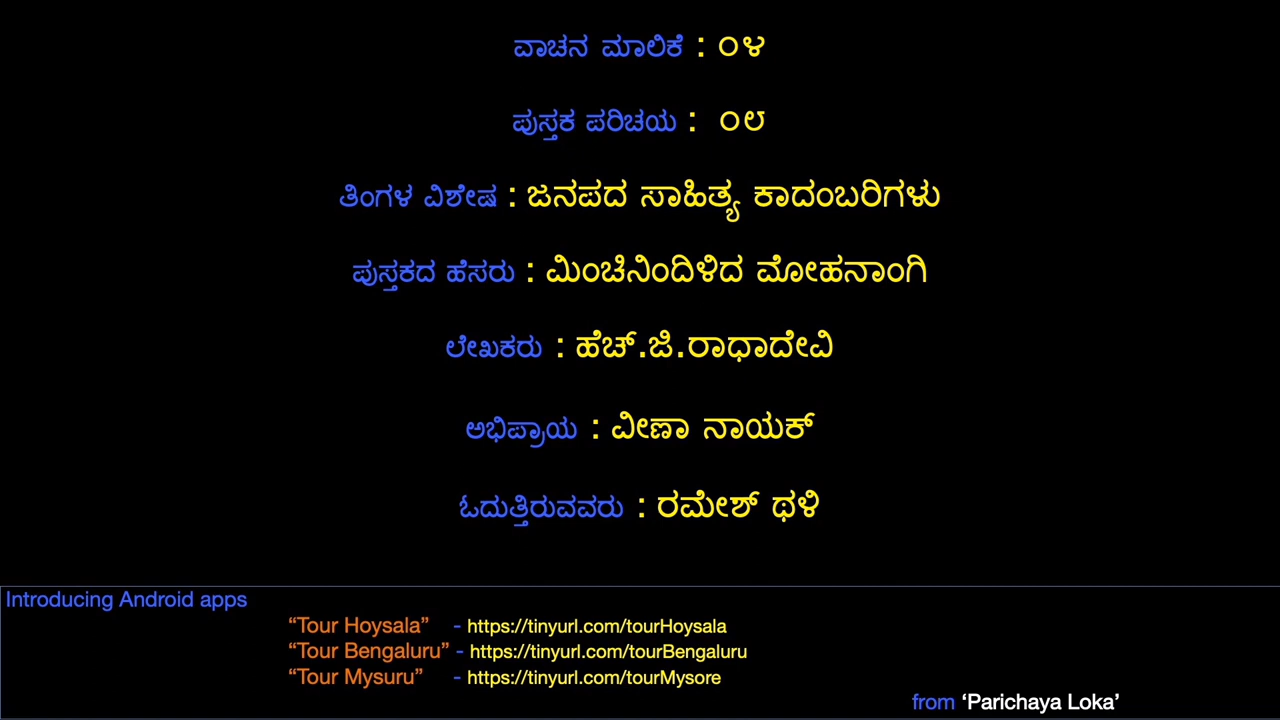 ವಾಚನ ಮಾಲಿಕೆ : ೦೪
ಪುಸ್ತಕ ಪರಿಚಯ : ೦೮
ತಿಂಗಳ ವಿಶೇಷ : ಜನಪದ ಸಾಹಿತ್ಯ ಕಾದಂಬರಿಗಳು
ಪುಸ್ತಕದ ಹೆಸರು : ಮಿಂಚಿನಿಂದಿಳಿದ ಮೋಹನಾಂಗಿ
ಲೇಖಕರು : ಹೆಚ್.ಜಿ.ರಾಧಾದೇವಿ
ಅಭಿಪ್ರಾಯ : ವೀಣಾ ನಾಯಕ್
ಓದುತ್ತಿರುವವರು : ರಮೇಶ್ ಥಳಿ
Introducing Android apps
“Tour Hoysala” - https://tinyurl.com/tourHoysala
“Tour Bengaluru” - https://tinyurl.com/tourBengaluru
“Tour Mysuru” - https://tinyurl.com/tourMysore
from ‘Parichaya Loka’